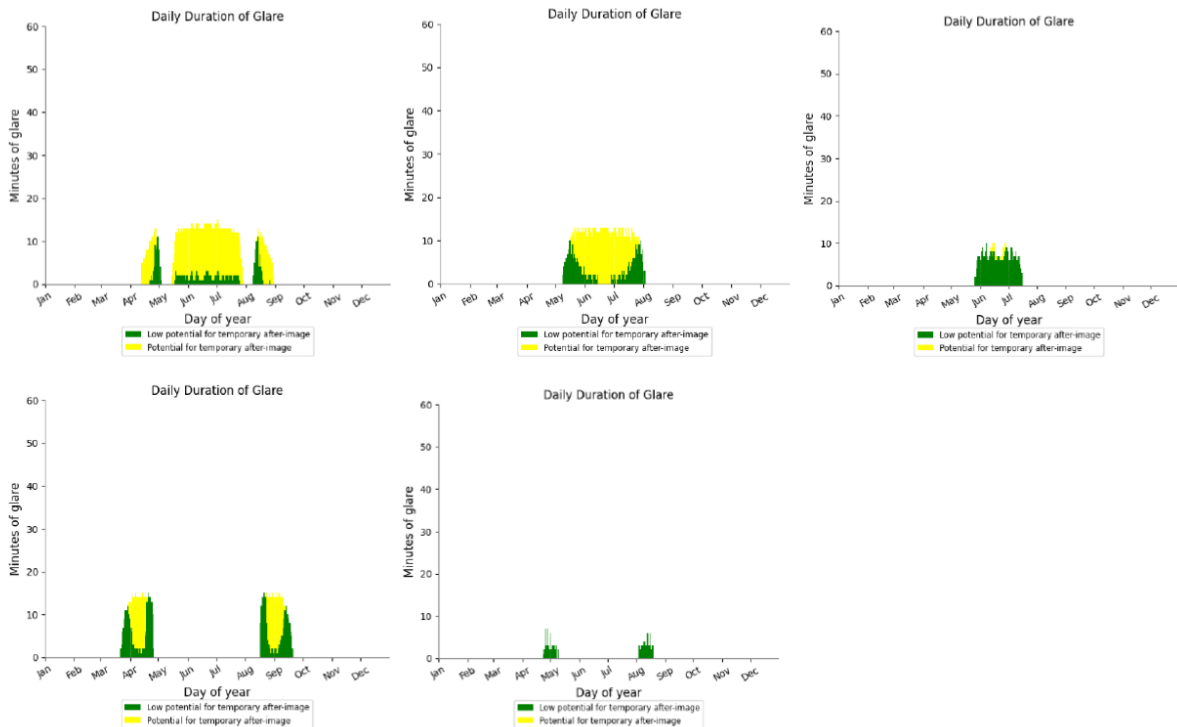 Daily Duration of Glare
60
50
40
30
20
10
0
Minutes of glare
Jan Feb Mar Apr May Jun Jul Aug Sep Oct Nov Dec
Day of year
Low potential for temporary after-image
Potential for temporary after-image
Daily Duration of Glare
60
50
40
30
20
10
0
Minutes of glare
Jan Feb Mar Apr May Jun Jul Aug Sep Oct Nov Dec
Day of year
Low potential for temporary after-image
Potential for temporary after-image
Daily Duration of Glare
60
50
40
30
20
10
0
Minutes of glare
Jan Feb Mar Apr May Jun Jul Aug Sep Oct Nov Dec
Day of year
Low potential for temporary after-image
Potential for temporary after-image
Daily Duration of Glare
60
50
40
30
20
10
0
Minutes of glare
Jan Feb Mar Apr May Jun Jul Aug Sep Oct Nov Dec
Day of year
Low potential for temporary after-image
Potential for temporary after-image
Daily Duration of Glare
60
50
40
30
20
10
0
Minutes of glare
Jan Feb Mar Apr May Jun Jul Aug Sep Oct Nov Dec
Day of year
Low potential for temporary after-image
Potential for temporary after-image